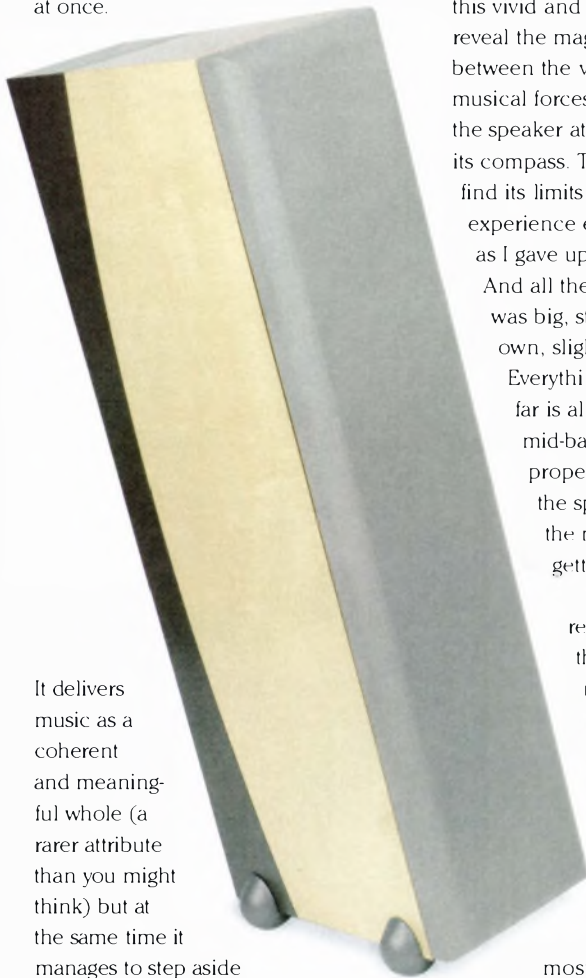 at once.
It delivers
music as a
coherent
and meaning-
ful whole (a
rarer attribute
than you might
think) but at
the same time it
manages to step aside
this vivid and
reveal the mag
between the v
musical forces
the speaker at
its compass. T
find its limits
experience e
as I gave up
And all the
was big, st
own, sligh
Everythi
far is al
mid-ba
prope
the sp
the r
gett
re
th
mos